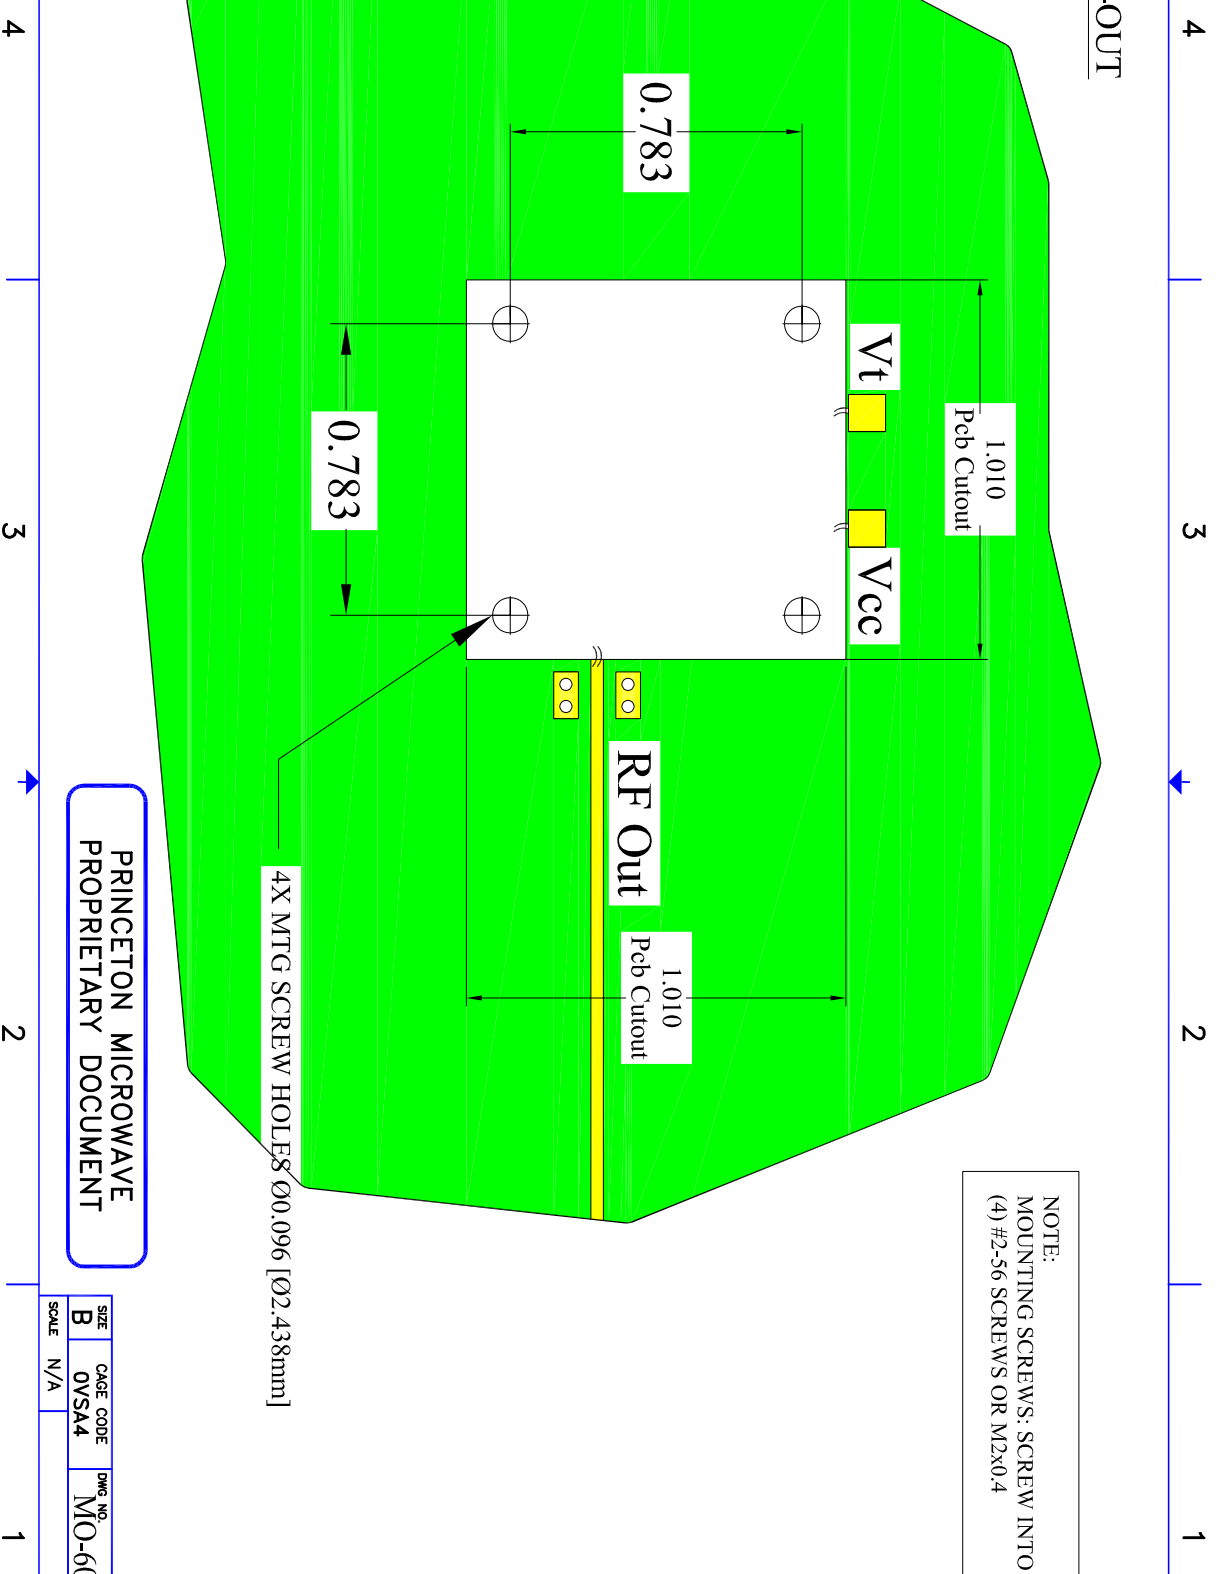 -OUT
4
4
0.783
Vt
Vcc
1.010
Pcb Cutout
3
3
0.783
RF Out
1.010
Pcb Cutout
4X MTG SCREW HOLES Ø0.096 [Ø2.438mm]
2
2
NOTE:
MOUNTING SCREWS: SCREW INTO
(4) #2-56 SCREWS OR M2x0.4
PRINCETON MICROWAVE
PROPRIETARY DOCUMENT
SIZE
B
CAGE CODE
0VSA4
DWG NO.
MO-60
SCALE N/A
1
1